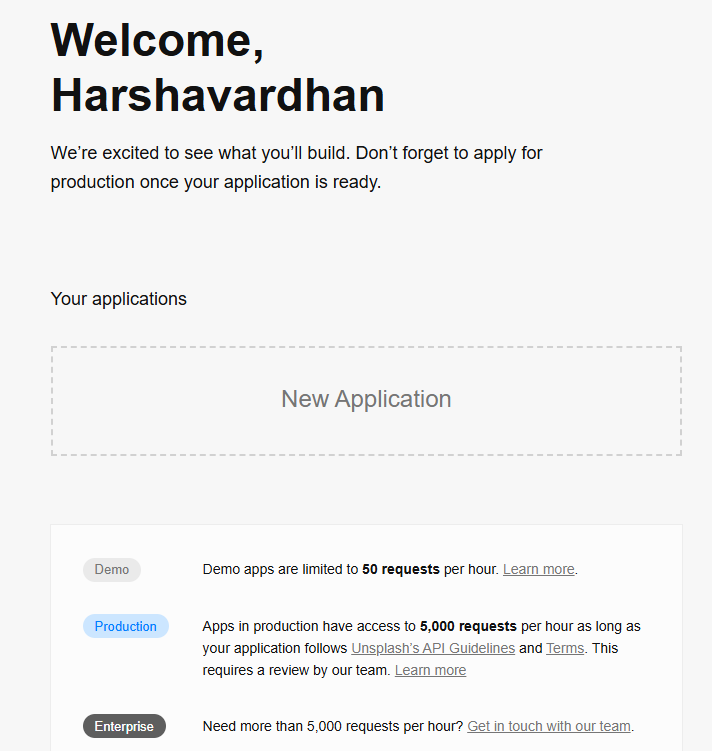 Welcome,
Harshavardhan
We’re excited to see what you’ll build. Don’t forget to apply for
production once your application is ready.
Your applications
New Application
Demo
Demo apps are limited to 50 requests per hour. Learn more.
Production
Apps in production have access to 5,000 requests per hour as long as
your application follows Unsplash’s API Guidelines and Terms. This
requires a review by our team. Learn more
Enterprise
Need more than 5,000 requests per hour? Get in touch with our team.